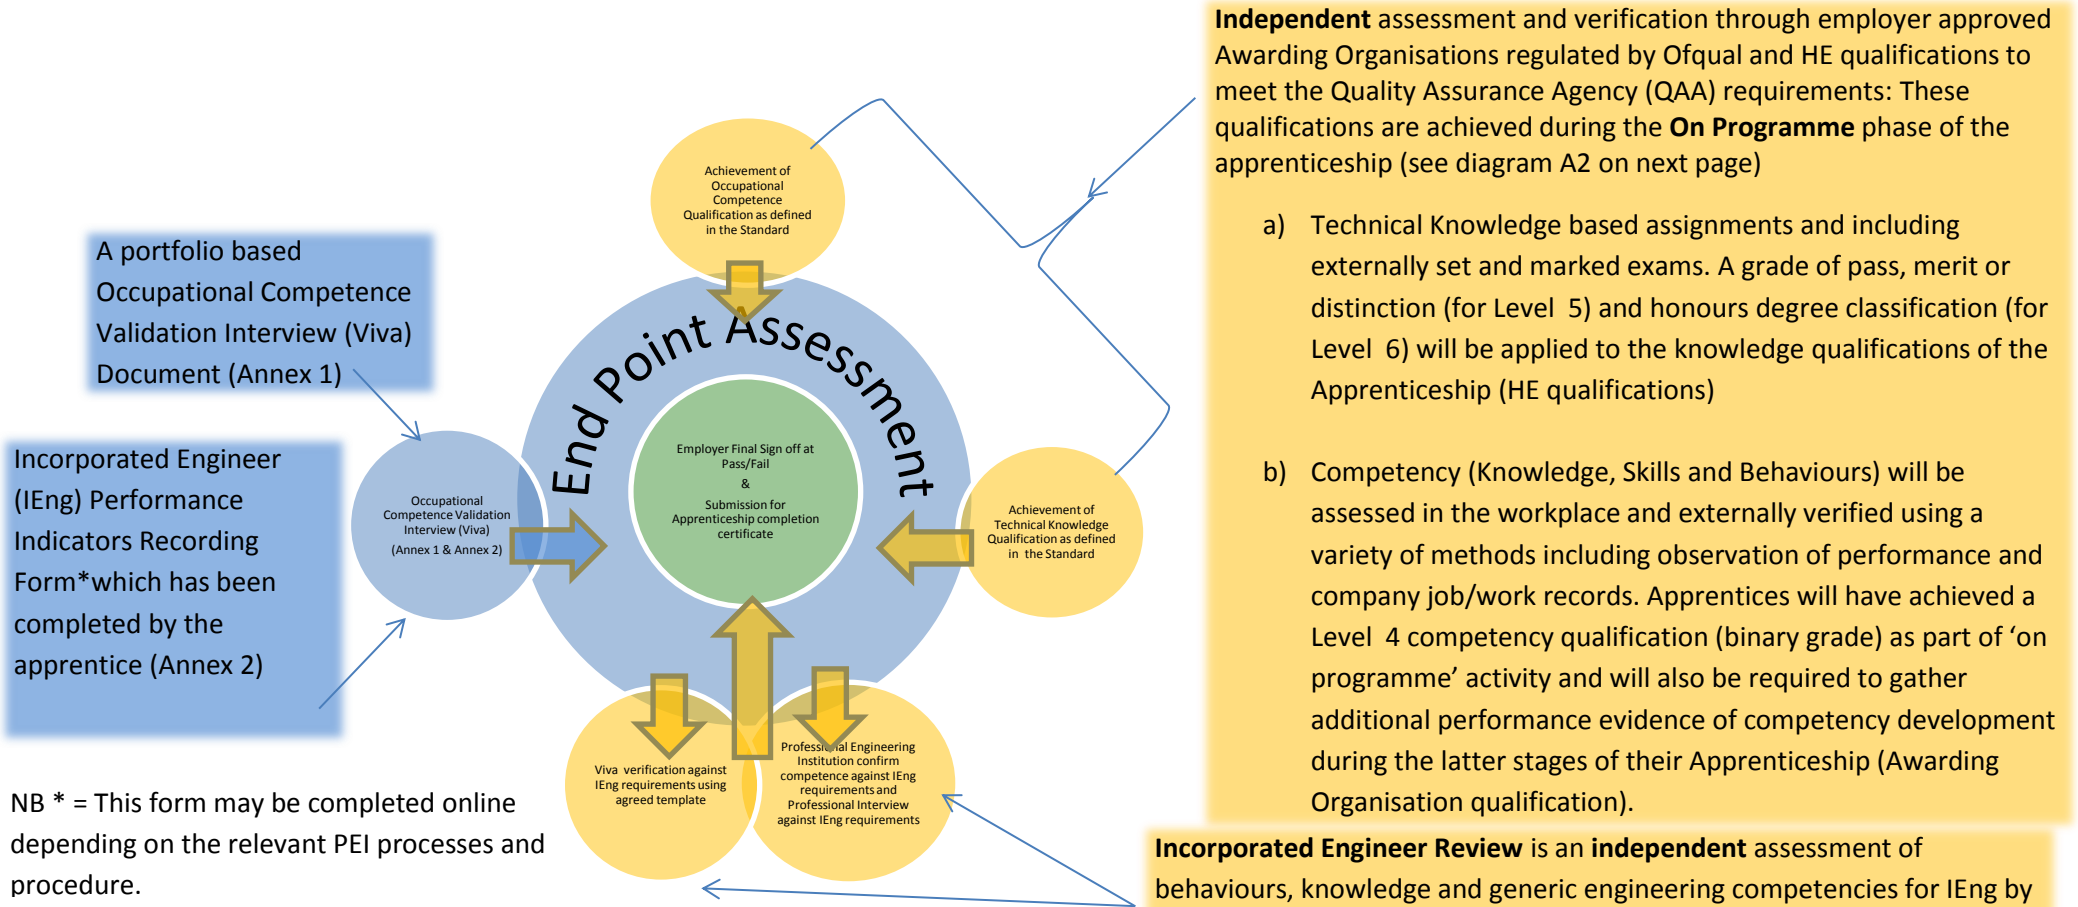 A portfolio based
Occupational Competence
Validation Interview (Viva)
Document (Annex 1)
Incorporated Engineer
(IEng) Performance
Indicators Recording
Form*which has been
completed by the
apprentice (Annex 2)
NB * = This form may be completed online
depending on the relevant PEI processes and
procedure.
Achievement of
Occupational
Competence
Qualification as defined
in the Standard
End Point Assessment
Employer Final Sign off at
Pass/Fail
&
Submission for
Apprenticeship completion
certificate
Occupational
Competence Validation
Interview (Viva)
(Annex 1 & Annex 2)
Achievement of
Technical Knowledge
Qualification as defined
in the Standard
Viva verification against
IEng requirements using
agreed template
Professional Engineering
Institution confirm
competence against IEng
requirements and
Professional Interview
against IEng requirements
Independent assessment and verification through employer approved
Awarding Organisations regulated by Ofqual and HE qualifications to
meet the Quality Assurance Agency (QAA) requirements: These
qualifications are achieved during the On Programme phase of the
apprenticeship (see diagram A2 on next page)
a) Technical Knowledge based assignments and including
externally set and marked exams. A grade of pass, merit or
distinction (for Level 5) and honours degree classification (for
Level 6) will be applied to the knowledge qualifications of the
Apprenticeship (HE qualifications)
b) Competency (Knowledge, Skills and Behaviours) will be
assessed in the workplace and externally verified using a
variety of methods including observation of performance and
company job/work records. Apprentices will have achieved a
Level 4 competency qualification (binary grade) as part of ‘on
programme’ activity and will also be required to gather
additional performance evidence of competency development
during the latter stages of their Apprenticeship (Awarding
Organisation qualification).
Incorporated Engineer Review is an independent assessment of
behaviours, knowledge and generic engineering competencies for IEng by